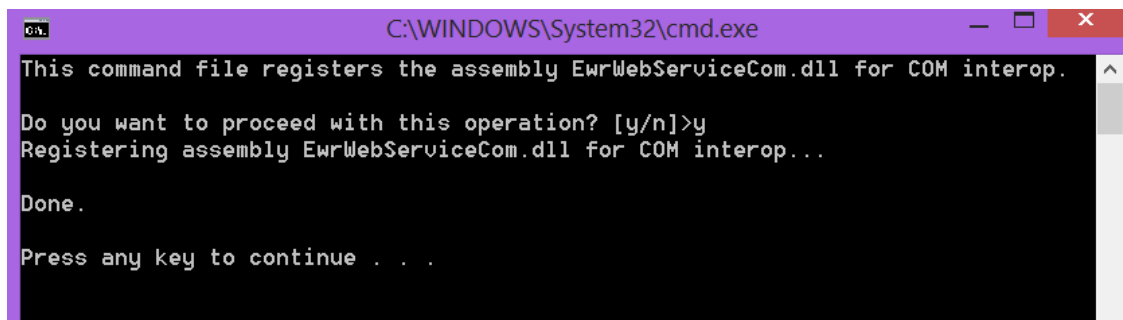 C:\WINDOWS\System32\cmd.exe
This command file registers the assembly EwrWebServiceCom.dll for COM interop.
Do you want to proceed with this operation? [y/n]>y
Registering assembly EwrWebServiceCom.dll for COM interop...
Done.
Press any key to continue . . .